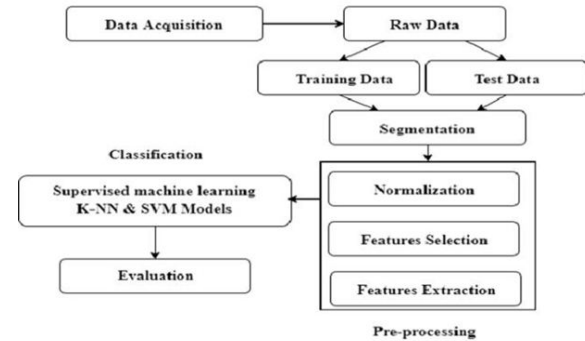 Data Acquisition
Raw Data
Training Data
Test Data
Segmentation
Classification
Supervised machine learning
K-NN & SVM Models
Evaluation
Normalization
Features Selection
Features Extraction
Pre-processing